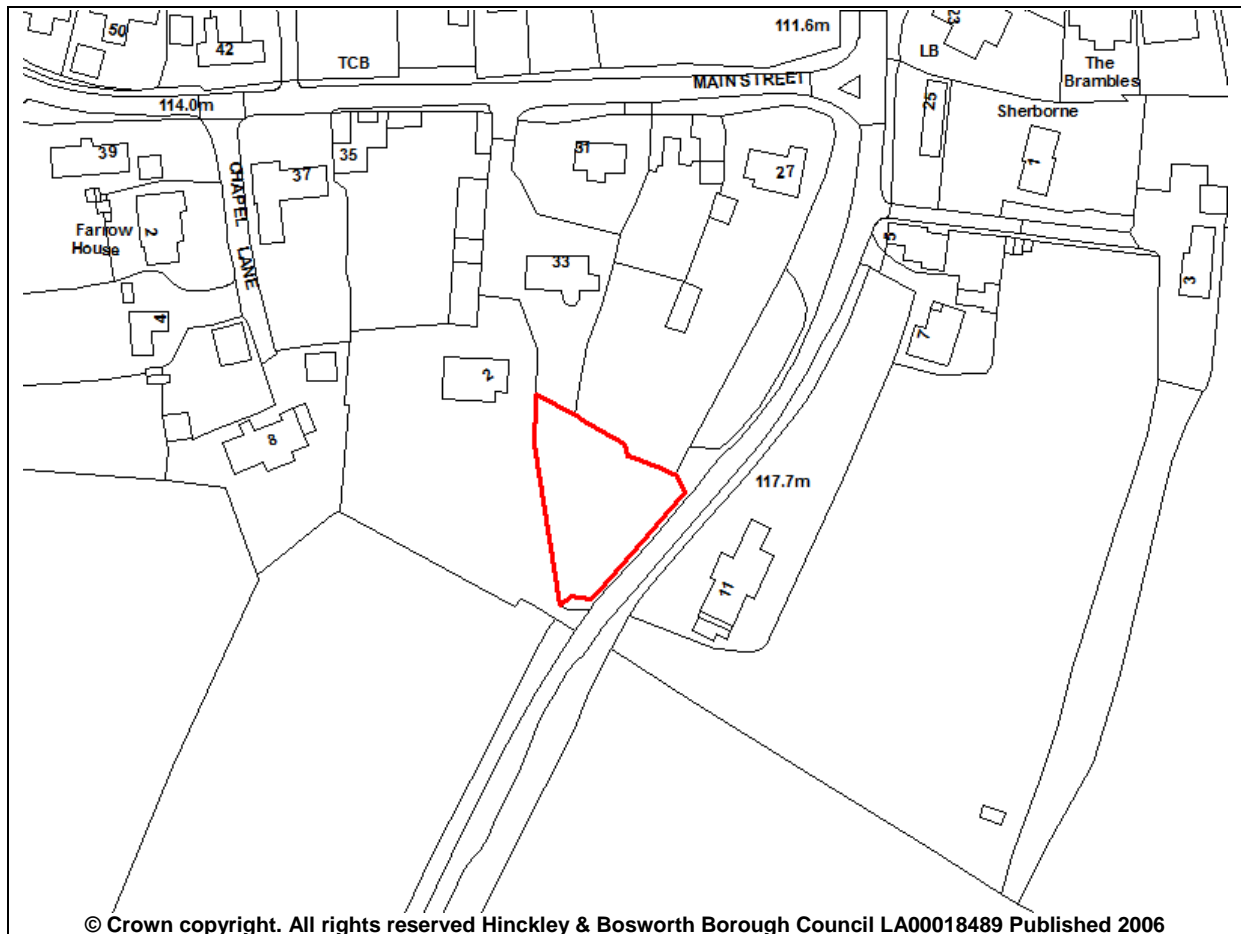 50
42
TCB
111.6m
23
LB
The
Brambles
MAIN STREET
114.0m
25
Sherborne
39
35
31
1
37
27
CHAPEL LANE
Farrow
House
2
5
33
3
4
7
2
8
117.7m
11
© Crown copyright. All rights reserved Hinckley & Bosworth Borough Council LA00018489 Published 2006